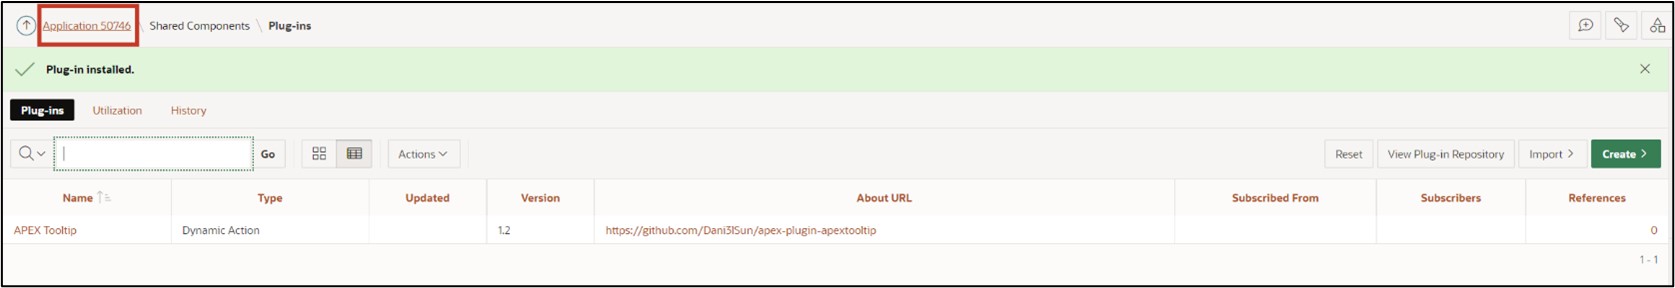 Application 50746 \ Shared Components \ Plug-ins
Plug-in installed.
Plug-ins Utilization History
Go Actions Reset View Plug-in Repository Import > Create >
Name Type Updated Version About URL Subscribed From Subscribers References
APEX Tooltip Dynamic Action 1.2 https://github.com/Dani3lSun/apex-plugin-apextooltip 0
1 - 1